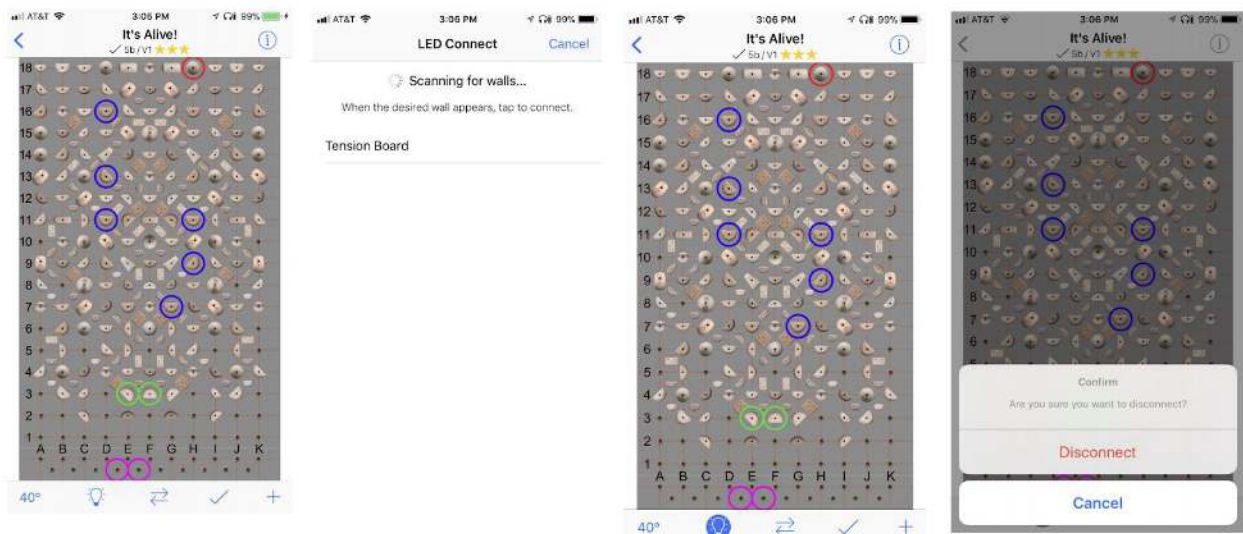 AT&T 3:06 PM 99%
It's Alive!
5b / V1
18
17
16
15
14
13
12
11
10
9
8
7
6
5
4
3
2
1
A B C D E F G H I J K
40°
AT&T 3:06 PM 99%
LED Connect Cancel
Scanning for walls...
When the desired wall appears, tap to connect.
Tension Board
AT&T 3:06 PM 99%
It's Alive!
5b / V1
18
17
16
15
14
13
12
11
10
9
8
7
6
5
4
3
2
1
A B C D E F G H I J K
40°
AT&T 3:06 PM 99%
It's Alive!
5b / V1
18
17
16
15
14
13
12
11
10
9
8
7
6
Confirm
Are you sure you want to disconnect?
Disconnect
Cancel